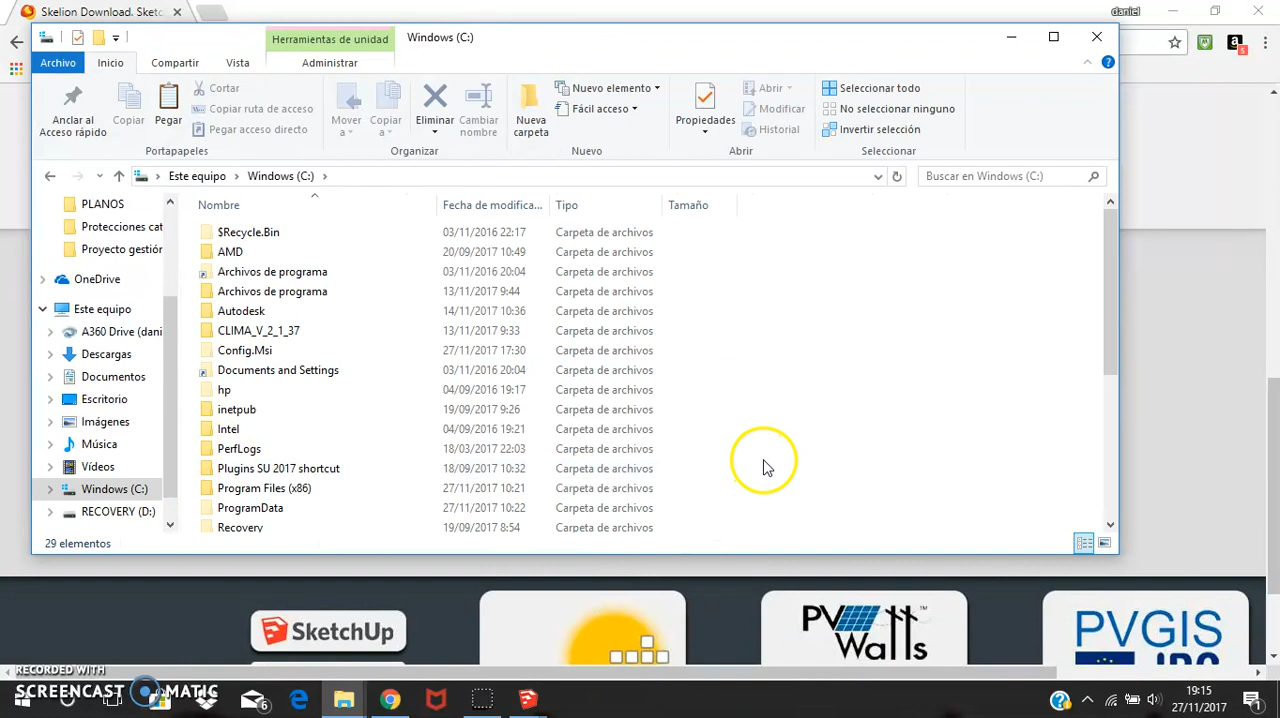 Skelion Download. Sketc
daniel
Herramientas de unidad
Windows (C:)
Archivo
Inicio
Compartir
Vista
Administrar
Anclar al
Acceso rápido
Copiar
Pegar
Cortar
Copiar ruta de acceso
Pegar acceso directo
Portapapeles
Mover
a
Copiar
a
Eliminar
Cambiar
nombre
Organizar
Nueva
carpeta
Nuevo elemento
Fácil acceso
Nuevo
Propiedades
Abrir
Modificar
Historial
Abrir
Seleccionar todo
No seleccionar ninguno
Invertir selección
Seleccionar
Este equipo
Windows (C:)
Buscar en Windows (C:)
PLANOS
Protecciones cat
Proyecto gestiór
OneDrive
Este equipo
A360 Drive (dani
Descargas
Documentos
Escritorio
Imágenes
Música
Vídeos
Windows (C:)
RECOVERY (D:)
Nombre Fecha de modifica... Tipo Tamaño
$Recycle.Bin 03/11/2016 22:17 Carpeta de archivos
AMD 20/09/2017 10:49 Carpeta de archivos
Archivos de programa 03/11/2016 20:04 Carpeta de archivos
Archivos de programa 13/11/2017 9:44 Carpeta de archivos
Autodesk 14/11/2017 10:36 Carpeta de archivos
CLIMA_V_2_1_37 13/11/2017 9:33 Carpeta de archivos
Config.Msi 27/11/2017 17:30 Carpeta de archivos
Documents and Settings 03/11/2016 20:04 Carpeta de archivos
hp 04/09/2016 19:17 Carpeta de archivos
inetpub 19/09/2017 9:26 Carpeta de archivos
Intel 04/09/2016 19:21 Carpeta de archivos
PerfLogs 18/03/2017 22:03 Carpeta de archivos
Plugins SU 2017 shortcut 18/09/2017 10:32 Carpeta de archivos
Program Files (x86) 27/11/2017 10:21 Carpeta de archivos
ProgramData 27/11/2017 10:22 Carpeta de archivos
Recovery 19/09/2017 8:54 Carpeta de archivos
29 elementos
SketchUp
PV
Walls
™
PVGIS
RECORDED WITH
SCREENCAST MATIC
6
5
19:15
27/11/2017
1